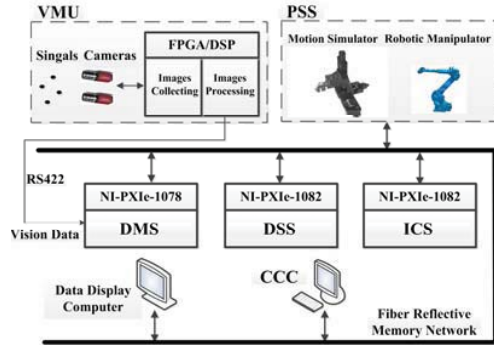 VMU
PSS
FPGA/DSP
Singals Cameras
Images
Collecting
Images
Processing
Motion Simulator
Robotic Manipulator
RS422
NI-PXIe-1078
NI-PXIe-1082
NI-PXIe-1082
DMS
DSS
ICS
Vision Data
Data Display
Computer
CCC
Fiber Reflective
Memory Network